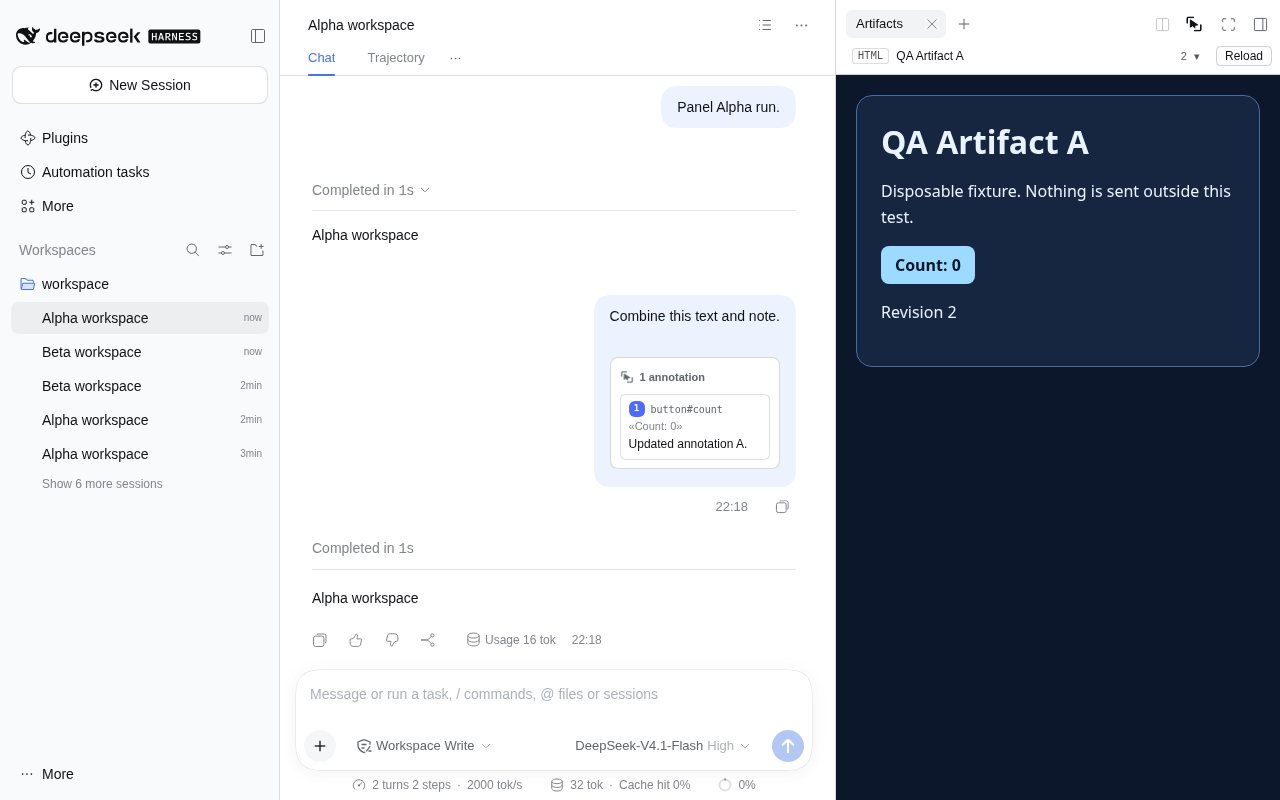 deepseek HARNESS
New Session
Plugins
Automation tasks
More
Workspaces
workspace
Alpha workspace now
Beta workspace now
Beta workspace 2min
Alpha workspace 2min
Alpha workspace 3min
Show 6 more sessions
More
Alpha workspace
Chat Trajectory
Panel Alpha run.
Completed in 1s
Alpha workspace
Combine this text and note.
1 annotation
1 button#count
«Count: 0»
Updated annotation A.
22:18
Completed in 1s
Alpha workspace
Usage 16 tok 22:18
Message or run a task, / commands, @ files or sessions
Workspace Write DeepSeek-V4.1-Flash High
2 turns 2 steps · 2000 tok/s 32 tok · Cache hit 0% 0%
Artifacts
HTML QA Artifact A 2 Reload
QA Artifact A
Disposable fixture. Nothing is sent outside this
test.
Count: 0
Revision 2